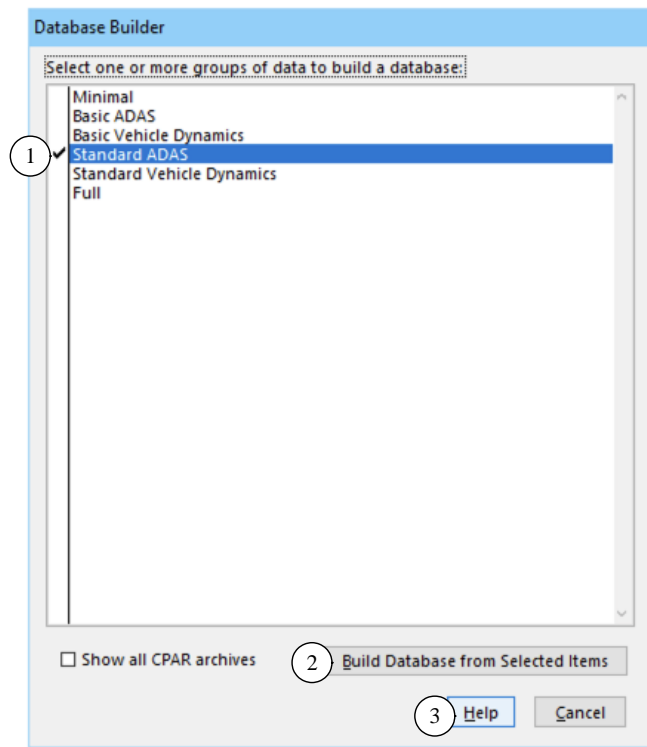 Database Builder
Select one or more groups of data to build a database:
Minimal
Basic ADAS
Basic Vehicle Dynamics
1 Standard ADAS
Standard Vehicle Dynamics
Full
Show all CPAR archives 2 Build Database from Selected Items
3 Help Cancel